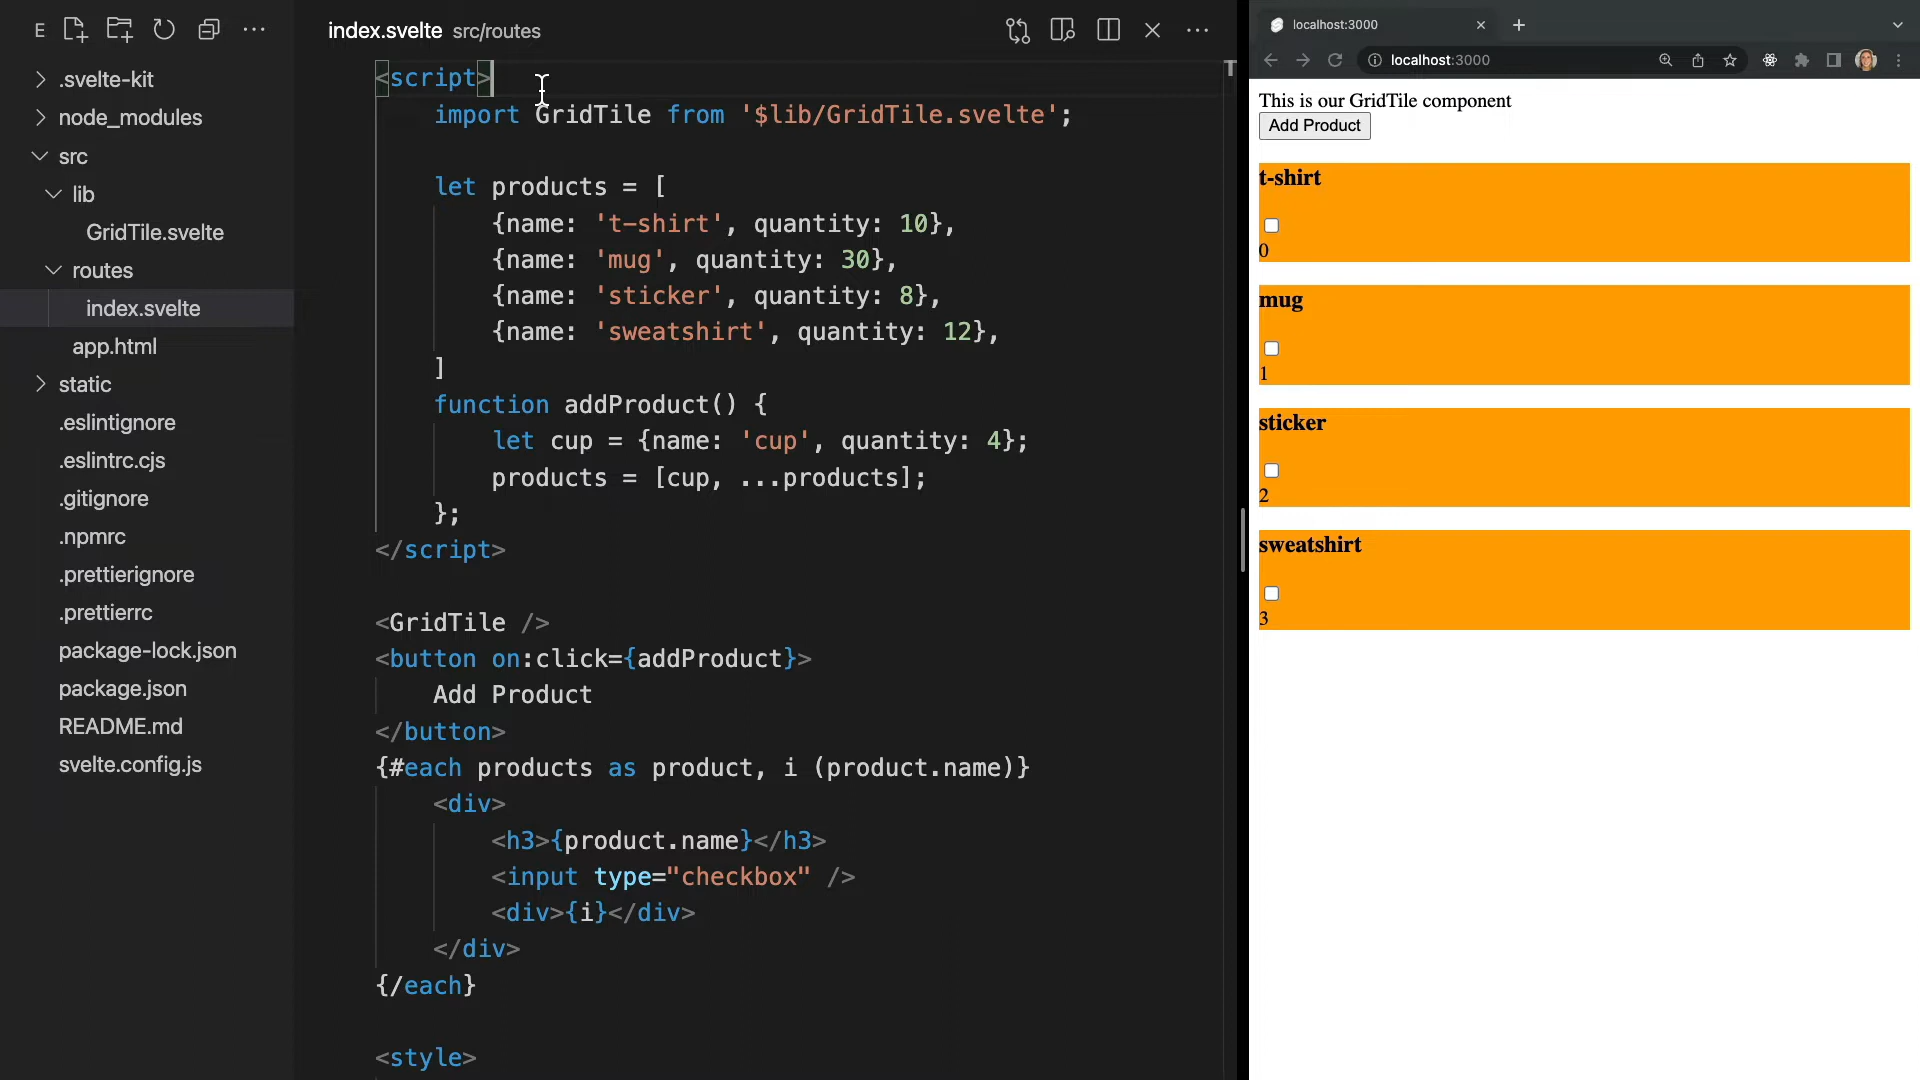 E
.svelte-kit
node_modules
src
lib
GridTile.svelte
routes
index.svelte
app.html
static
.eslintignore
.eslintrc.cjs
.gitignore
.npmrc
.prettierignore
.prettierrc
package-lock.json
package.json
README.md
svelte.config.js
index.svelte src/routes
<script>
import GridTile from '$lib/GridTile.svelte';
let products = [
{name: 't-shirt', quantity: 10},
{name: 'mug', quantity: 30},
{name: 'sticker', quantity: 8},
{name: 'sweatshirt', quantity: 12},
]
function addProduct() {
let cup = {name: 'cup', quantity: 4};
products = [cup, ...products];
};
</script>
<GridTile />
<button on:click={addProduct}>
Add Product
</button>
{#each products as product, i (product.name)}
<div>
<h3>{product.name}</h3>
<input type="checkbox" />
<div>{i}</div>
</div>
{/each}
<style>
localhost:3000
localhost:3000
This is our GridTile component
Add Product
t-shirt
0
mug
1
sticker
2
sweatshirt
3